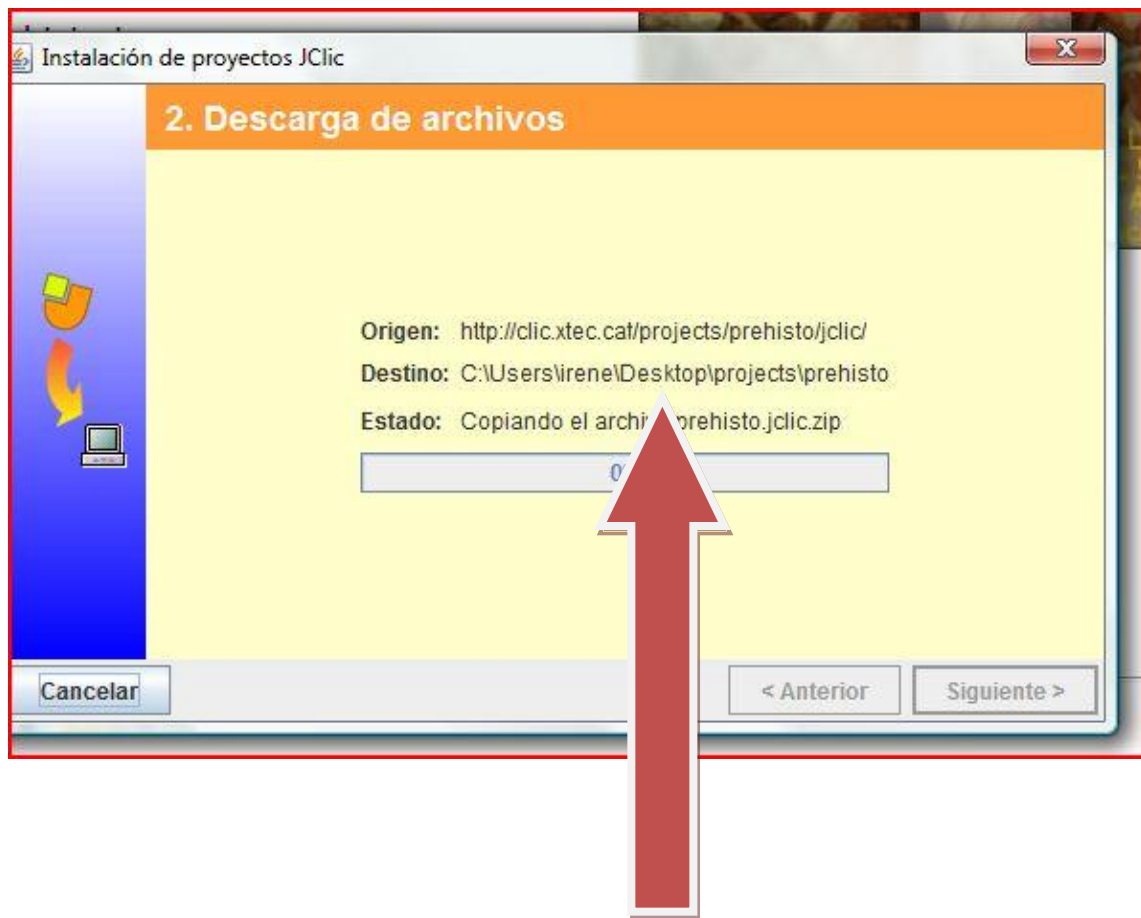 Instalación de proyectos JClic
2. Descarga de archivos
Origen: http://clic.xtec.cat/projects/prehisto/jclic/
Destino: C:\Users\irene\Desktop\projects\prehisto
Estado: Copiando el prehisto.jclic.zip
Cancelar
< Anterior
Siguiente >